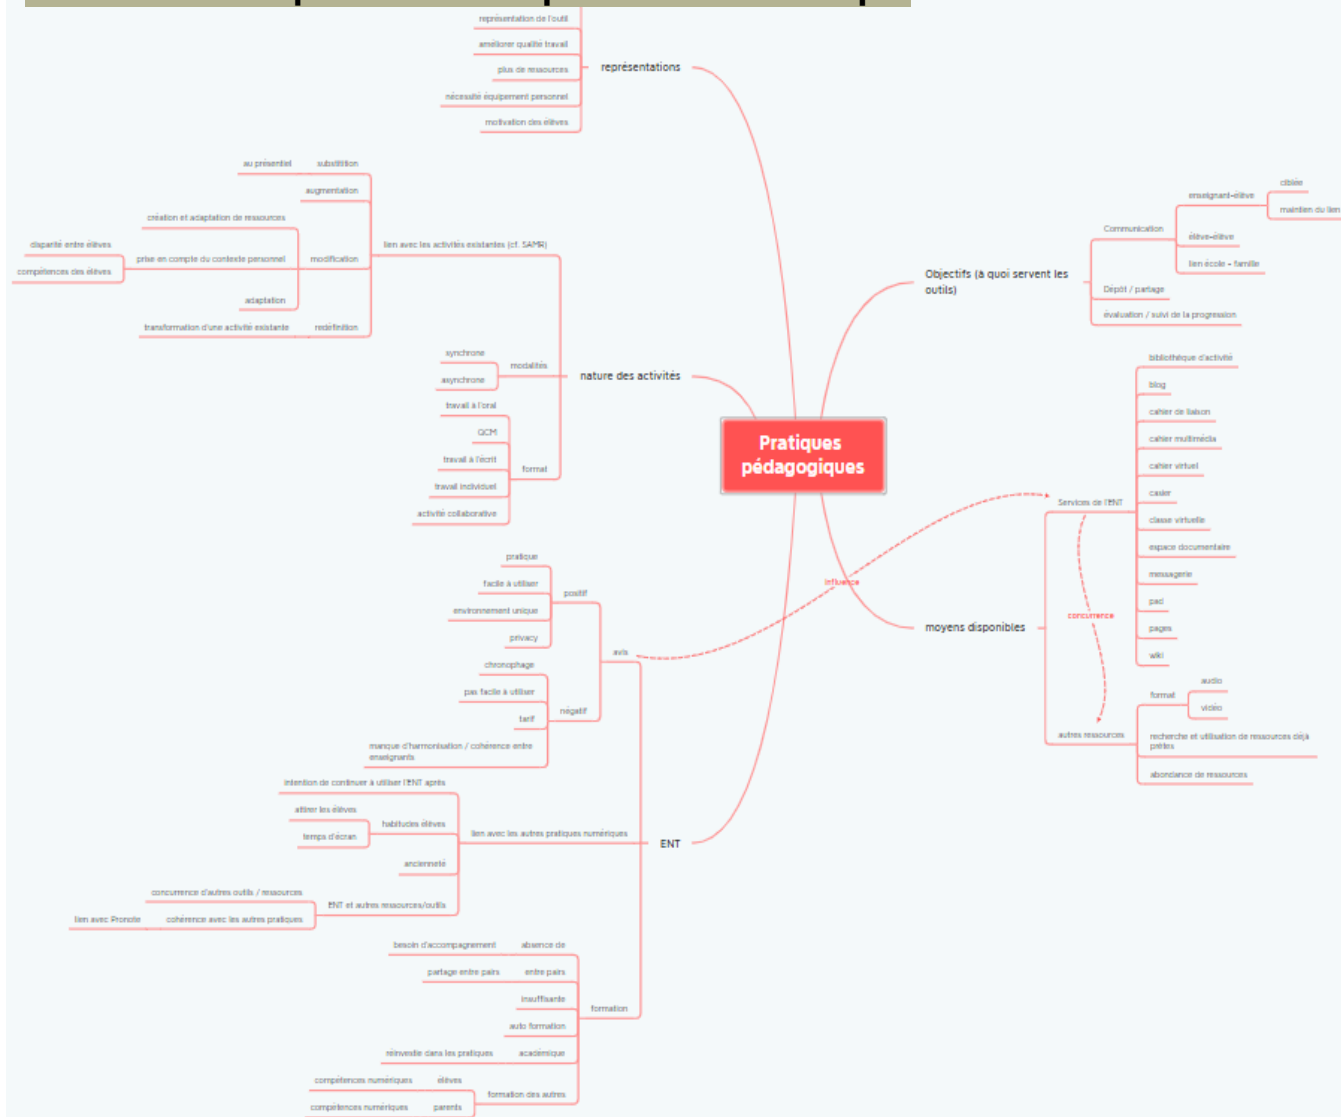 représentation de l'outil
améliorer qualité travail
plus de ressources
nécessité équipement personnel
motivation des élèves
représentations
au présentiel
substitition
augmentation
création et adaptation de ressources
disparité entre élèves
compétences des élèves
prise en compte du contexte personnel
adaptation
modification
transformation d'une activité existante
redéfinition
lien avec les activités existantes (cf. SAMR)
synchrone
asynchrone
modalités
travail à l'oral
QCM
travail à l'écrit
travail individuel
activité collaborative
format
nature des activités
pratique
facile à utiliser
environnement unique
privacy
positif
chronophage
pas facile à utiliser
tarif
manque d'harmonisation / cohérence entre
enseignants
négatif
avis
intention de continuer à utiliser l'ENT après
attirer les élèves
temps d'écran
habitudes élèves
ancienneté
concurrence d'autres outils / ressources
lien avec Pronote
cohérence avec les autres pratiques
ENT et autres ressources/outils
lien avec les autres pratiques numériques
besoin d'accompagnement
absence de
partage entre pairs
entre pairs
insuffisante
auto formation
réinvestie dans les pratiques
académique
compétences numériques
élèves
compétences numériques
parents
formation des autres
formation
ENT
Pratiques
pédagogiques
Objectifs (à quoi servent les
outils)
Communication
enseignant-élève
ciblée
maintien du lien
élève-élève
lien école - famille
Dépôt / partage
évaluation / suivi de la progression
moyens disponibles
Services de l'ENT
bibliothèque d'activité
blog
cahier de liaison
cahier multimédia
cahier virtuel
casier
classe virtuelle
espace documentaire
messagerie
pad
pages
wiki
influence
concurrence
autres ressources
format
audio
vidéo
recherche et utilisation de ressources déjà
prêtes
abondance de ressources